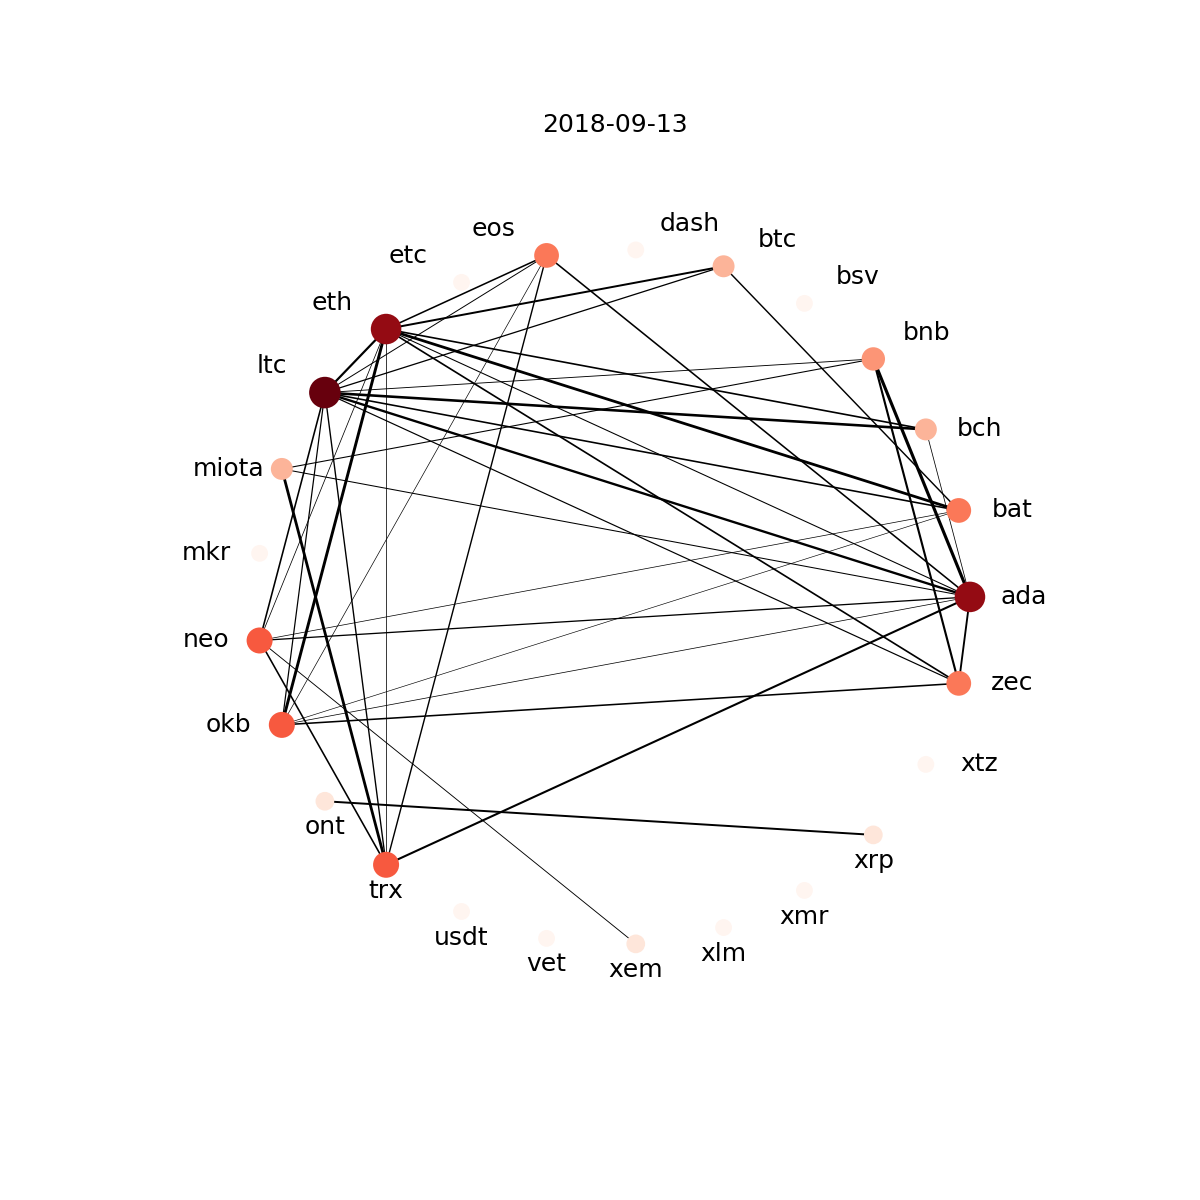 2018-09-13
dash
eos
btc
etc
bsv
eth
bnb
ltc
bch
miota
bat
mkr
ada
neo
zec
okb
xtz
ont
xrp
trx
xmr
usdt
xlm
vet
xem